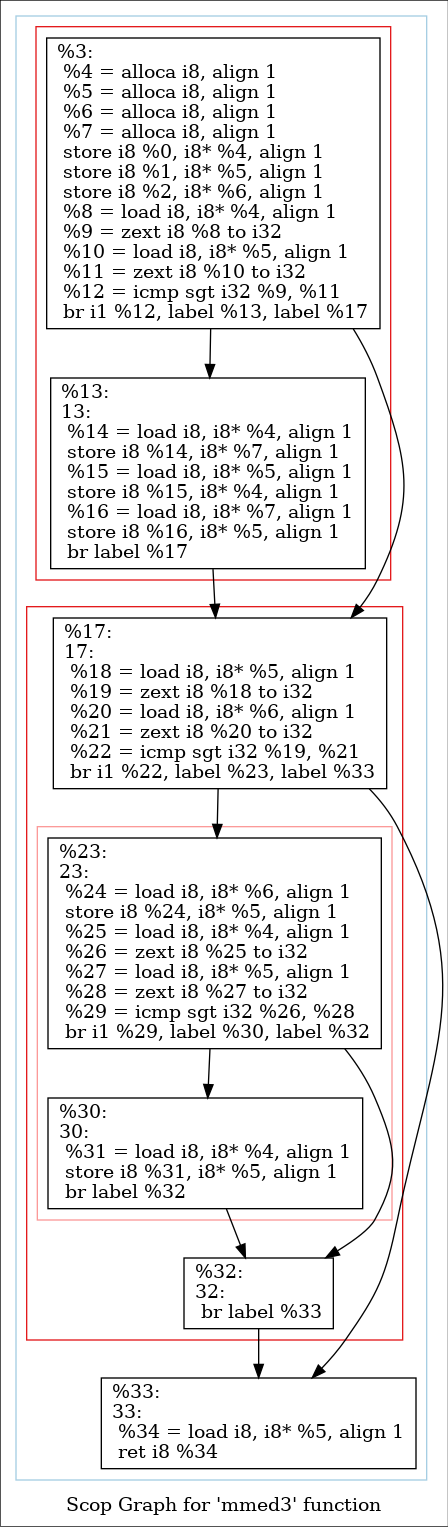 %3:
%4 = alloca i8, align 1
%5 = alloca i8, align 1
%6 = alloca i8, align 1
%7 = alloca i8, align 1
store i8 %0, i8* %4, align 1
store i8 %1, i8* %5, align 1
store i8 %2, i8* %6, align 1
%8 = load i8, i8* %4, align 1
%9 = zext i8 %8 to i32
%10 = load i8, i8* %5, align 1
%11 = zext i8 %10 to i32
%12 = icmp sgt i32 %9, %11
br i1 %12, label %13, label %17
%13:
13:
%14 = load i8, i8* %4, align 1
store i8 %14, i8* %7, align 1
%15 = load i8, i8* %5, align 1
store i8 %15, i8* %4, align 1
%16 = load i8, i8* %7, align 1
store i8 %16, i8* %5, align 1
br label %17
%17:
17:
%18 = load i8, i8* %5, align 1
%19 = zext i8 %18 to i32
%20 = load i8, i8* %6, align 1
%21 = zext i8 %20 to i32
%22 = icmp sgt i32 %19, %21
br i1 %22, label %23, label %33
%23:
23:
%24 = load i8, i8* %6, align 1
store i8 %24, i8* %5, align 1
%25 = load i8, i8* %4, align 1
%26 = zext i8 %25 to i32
%27 = load i8, i8* %5, align 1
%28 = zext i8 %27 to i32
%29 = icmp sgt i32 %26, %28
br i1 %29, label %30, label %32
%30:
30:
%31 = load i8, i8* %4, align 1
store i8 %31, i8* %5, align 1
br label %32
%32:
32:
br label %33
%33:
33:
%34 = load i8, i8* %5, align 1
ret i8 %34
Scop Graph for 'mmed3' function